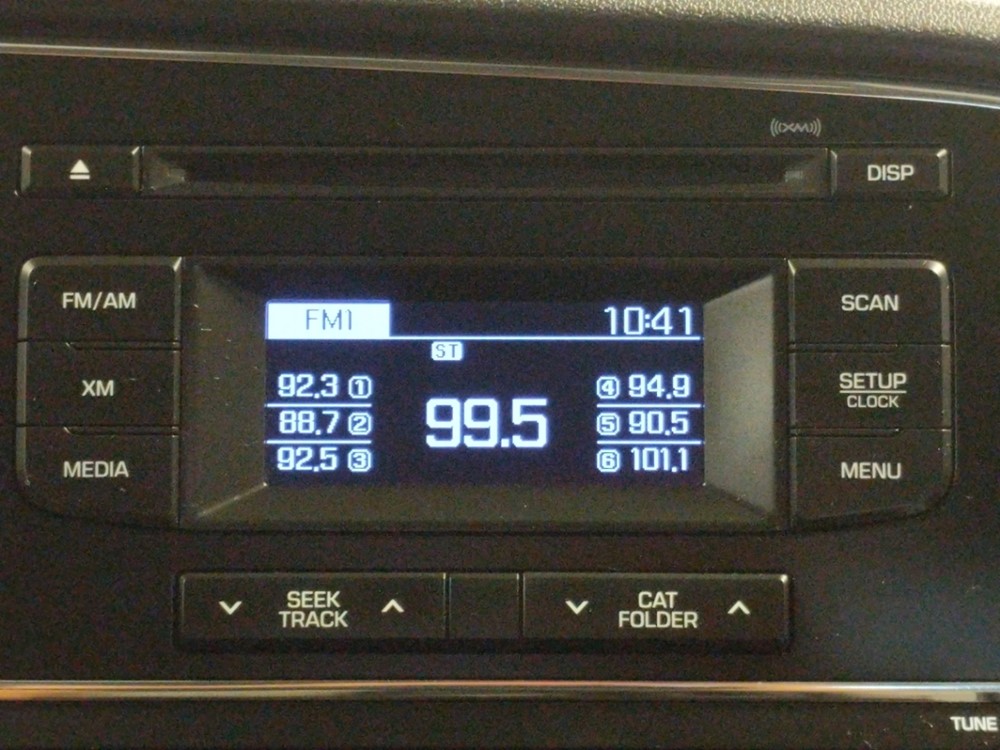 ((XM))
DISP
FM/AM
XM
MEDIA
FM1 10:41
ST
92.3 1
88.7 2
92.5 3
99.5
4 94.9
5 90.5
6 101.1
SCAN
SETUP
CLOCK
MENU
SEEK
TRACK
CAT
FOLDER
TUNE